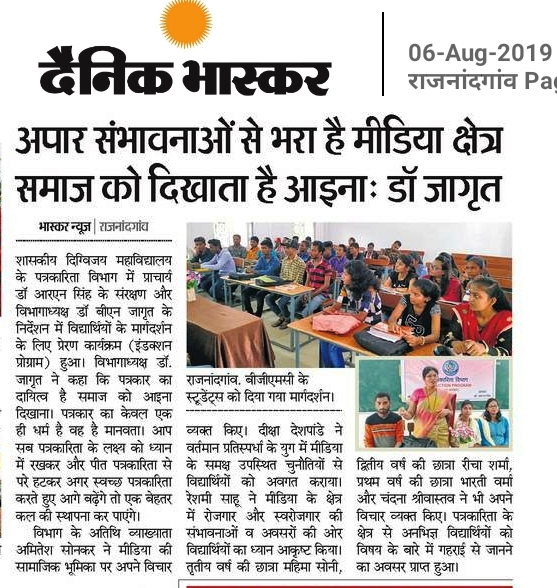 दैनिक भास्कर
06-Aug-2019
राजनांदगांव Pag
अपार संभावनाओं से भरा है मीडिया क्षेत्र
समाज को दिखाता है आइनाः डॉ जागृत
भास्कर न्यूज | राजनांदगांव
शासकीय दिग्विजय महाविद्यालय
के पत्रकारिता विभाग में प्राचार्य
डॉ आरएन सिंह के संरक्षण और
विभागाध्यक्ष डॉ बीएन जागृत के
निर्देशन में विद्यार्थियों के मार्गदर्शन
के लिए प्रेरण कार्यक्रम (इंडक्शन
प्रोग्राम) हुआ। विभागाध्यक्ष डॉ.
जागृत ने कहा कि पत्रकार का
दायित्व है समाज को आइना
दिखाना। पत्रकार का केवल एक
ही धर्म है वह है मानवता। आप
सब पत्रकारिता के लक्ष्य को ध्यान
में रखकर और पीत पत्रकारिता से
परे हटकर अगर स्वच्छ पत्रकारिता
करते हुए आगे बढ़ेंगे तो एक बेहतर
कल की स्थापना कर पाएंगे।
विभाग के अतिथि व्याख्याता
अमितेश सोनकर ने मीडिया की
सामाजिक भूमिका पर अपने विचार
राजनांदगांव. बीजीएमसी के
स्टूडेंट्स को दिया गया मार्गदर्शन।
व्यक्त किए। दीक्षा देशपांडे ने
वर्तमान प्रतिस्पर्धा के युग में मीडिया
के समक्ष उपस्थित चुनौतियों से
विद्यार्थियों को अवगत कराया।
रेशमी साहू ने मीडिया के क्षेत्र
में रोजगार और स्वरोजगार की
संभावनाओं व अवसरों की ओर
विद्यार्थियों का ध्यान आकृष्ट किया।
तृतीय वर्ष की छात्रा महिमा सोनी,
पत्रकारिता विभाग
CTION PROGRAM
द्वितीय वर्ष की छात्रा रीचा शर्मा,
प्रथम वर्ष की छात्रा भारती वर्मा
और चंदना श्रीवास्तव ने भी अपने
विचार व्यक्त किए। पत्रकारिता के
क्षेत्र से अनभिज्ञ विद्यार्थियों को
विषय के बारे में गहराई से जानने
का अवसर प्राप्त हुआ।